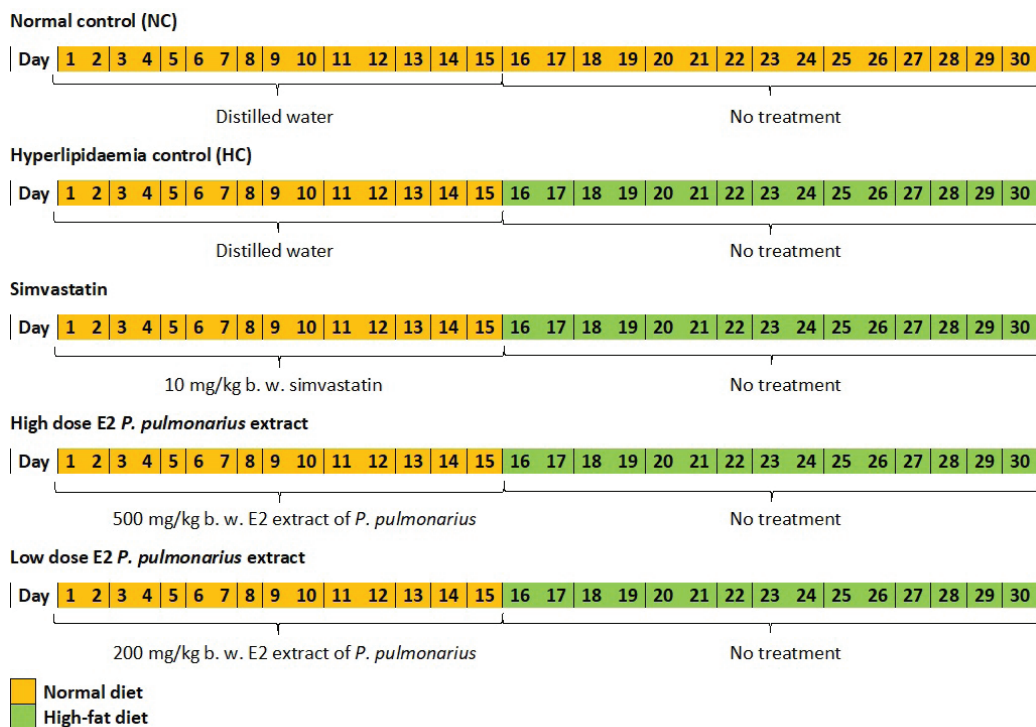 Normal control (NC)
Day 1 2 3 4 5 6 7 8 9 10 11 12 13 14 15 16 17 18 19 20 21 22 23 24 25 26 27 28 29 30
Distilled water No treatment
Hyperlipidaemia control (HC)
Day 1 2 3 4 5 6 7 8 9 10 11 12 13 14 15 16 17 18 19 20 21 22 23 24 25 26 27 28 29 30
Distilled water No treatment
Simvastatin
Day 1 2 3 4 5 6 7 8 9 10 11 12 13 14 15 16 17 18 19 20 21 22 23 24 25 26 27 28 29 30
10 mg/kg b. w. simvastatin No treatment
High dose E2 P. pulmonarius extract
Day 1 2 3 4 5 6 7 8 9 10 11 12 13 14 15 16 17 18 19 20 21 22 23 24 25 26 27 28 29 30
500 mg/kg b. w. E2 extract of P. pulmonarius No treatment
Low dose E2 P. pulmonarius extract
Day 1 2 3 4 5 6 7 8 9 10 11 12 13 14 15 16 17 18 19 20 21 22 23 24 25 26 27 28 29 30
200 mg/kg b. w. E2 extract of P. pulmonarius No treatment
Normal diet
High-fat diet